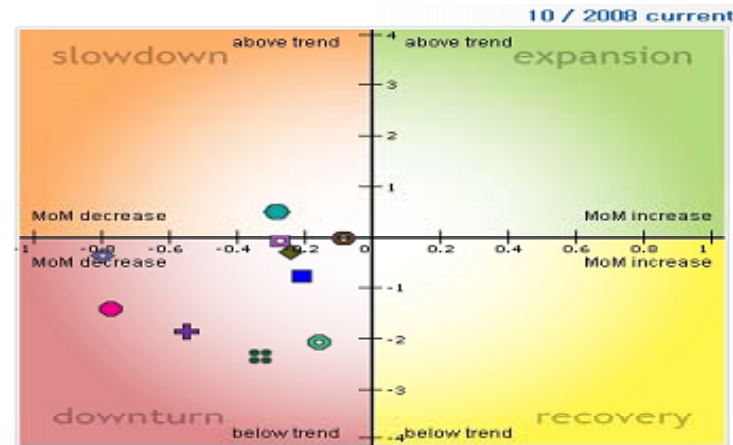 10 / 2008 current
above trend 4 above trend
slowdown expansion
3
2
1
MoM decrease MoM increase
-1 -0.8 -0.6 -0.4 -0.2 0 0.2 0.4 0.6 0.8 1
MoM decrease MoM increase
-1
-2
-3
downturn recovery
below trend -4 below trend